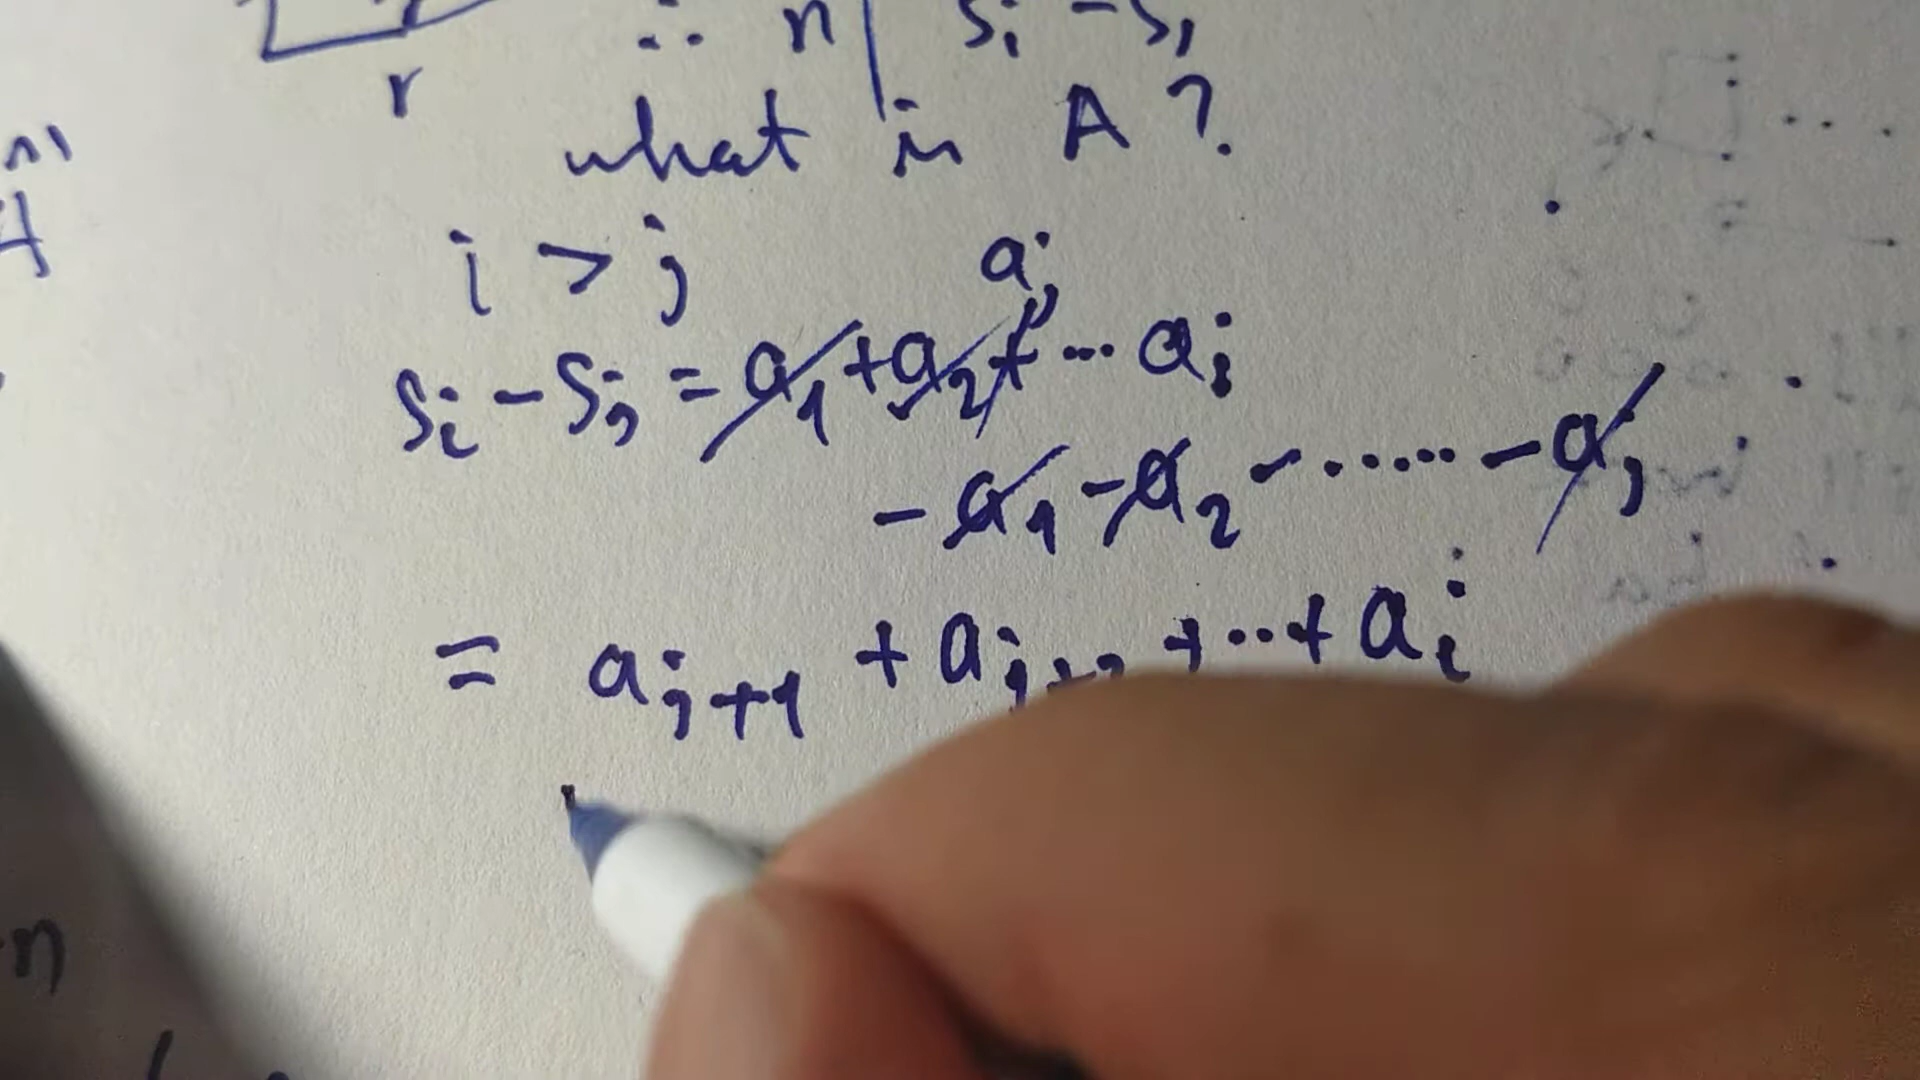 r
∴ n | Si - Sj
what is A?
i > j
aj
Si - Sj = a1 + a2 + ... ai
- a1 - a2 - ...... - aj
= aj+1 + aj+2 + ... + ai
n